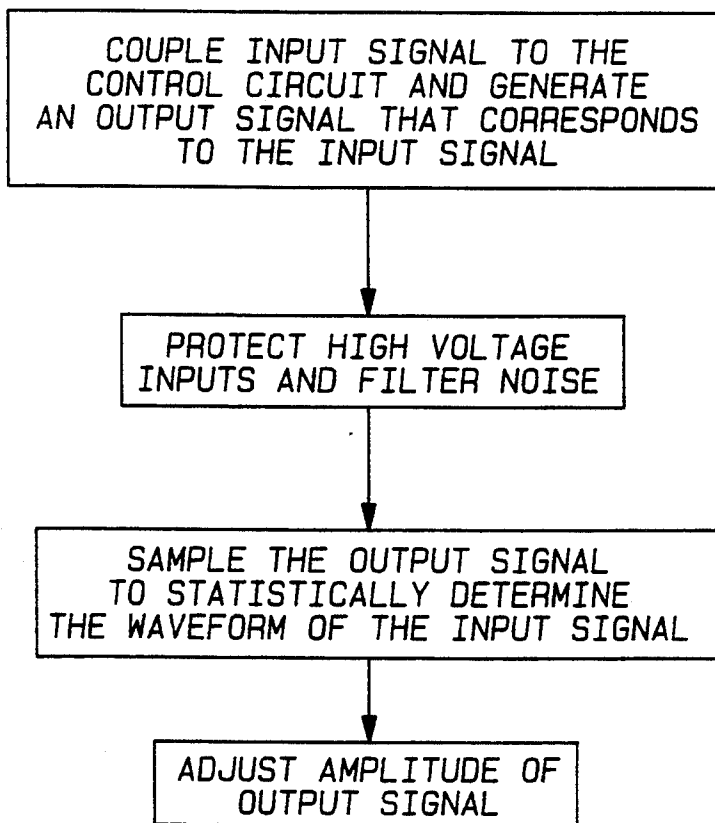 COUPLE INPUT SIGNAL TO THE
CONTROL CIRCUIT AND GENERATE
AN OUTPUT SIGNAL THAT CORRESPONDS
TO THE INPUT SIGNAL
PROTECT HIGH VOLTAGE
INPUTS AND FILTER NOISE
SAMPLE THE OUTPUT SIGNAL
TO STATISTICALLY DETERMINE
THE WAVEFORM OF THE INPUT SIGNAL
ADJUST AMPLITUDE OF
OUTPUT SIGNAL